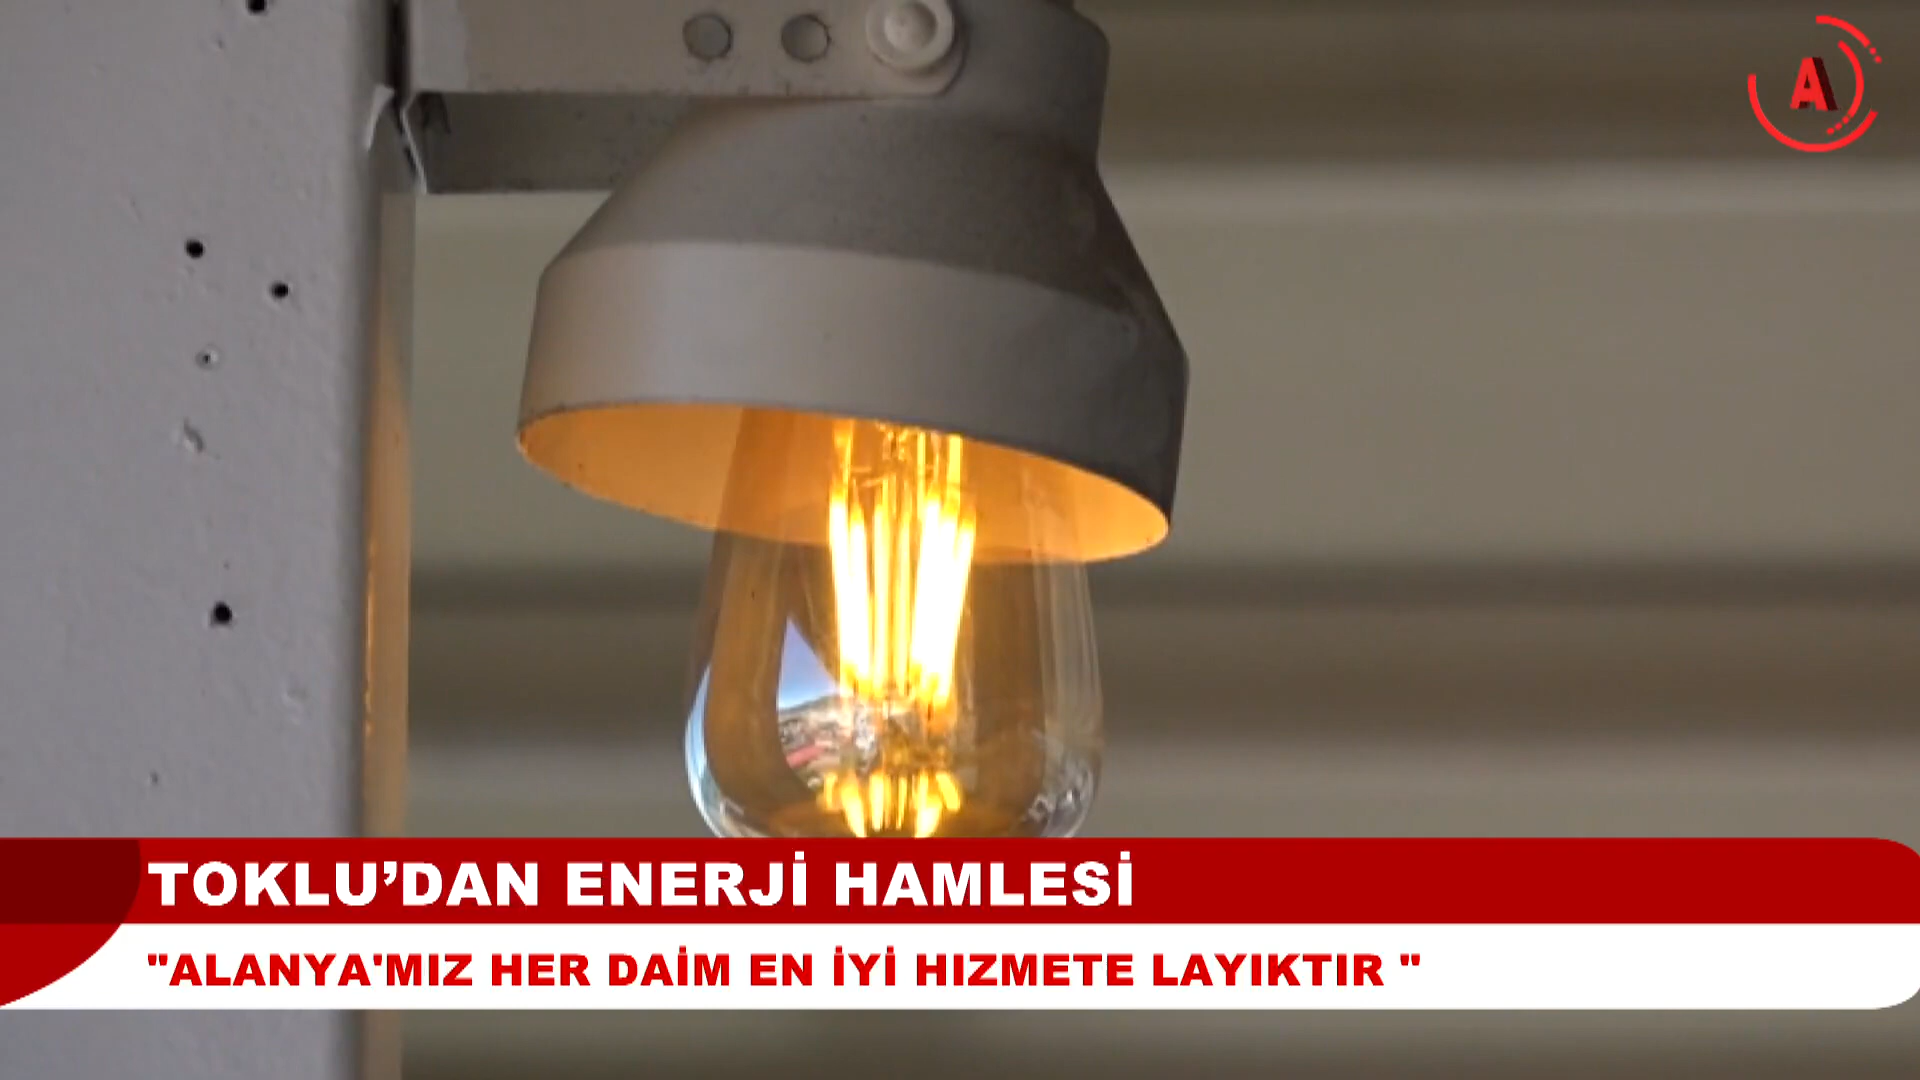 A
TOKLU’DAN ENERJİ HAMLESİ
"ALANYA'MIZ HER DAİM EN İYİ HIZMETE LAYIKTIR "